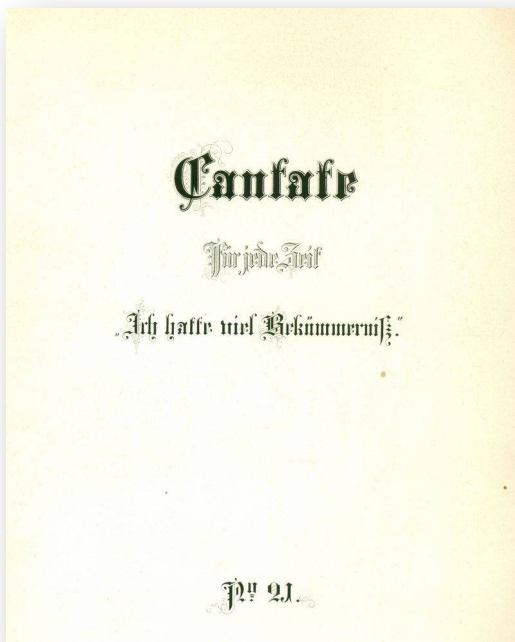 Cantate
Für jede Zeit
„Ich hatte viel Bekümmerniß."
No 21.